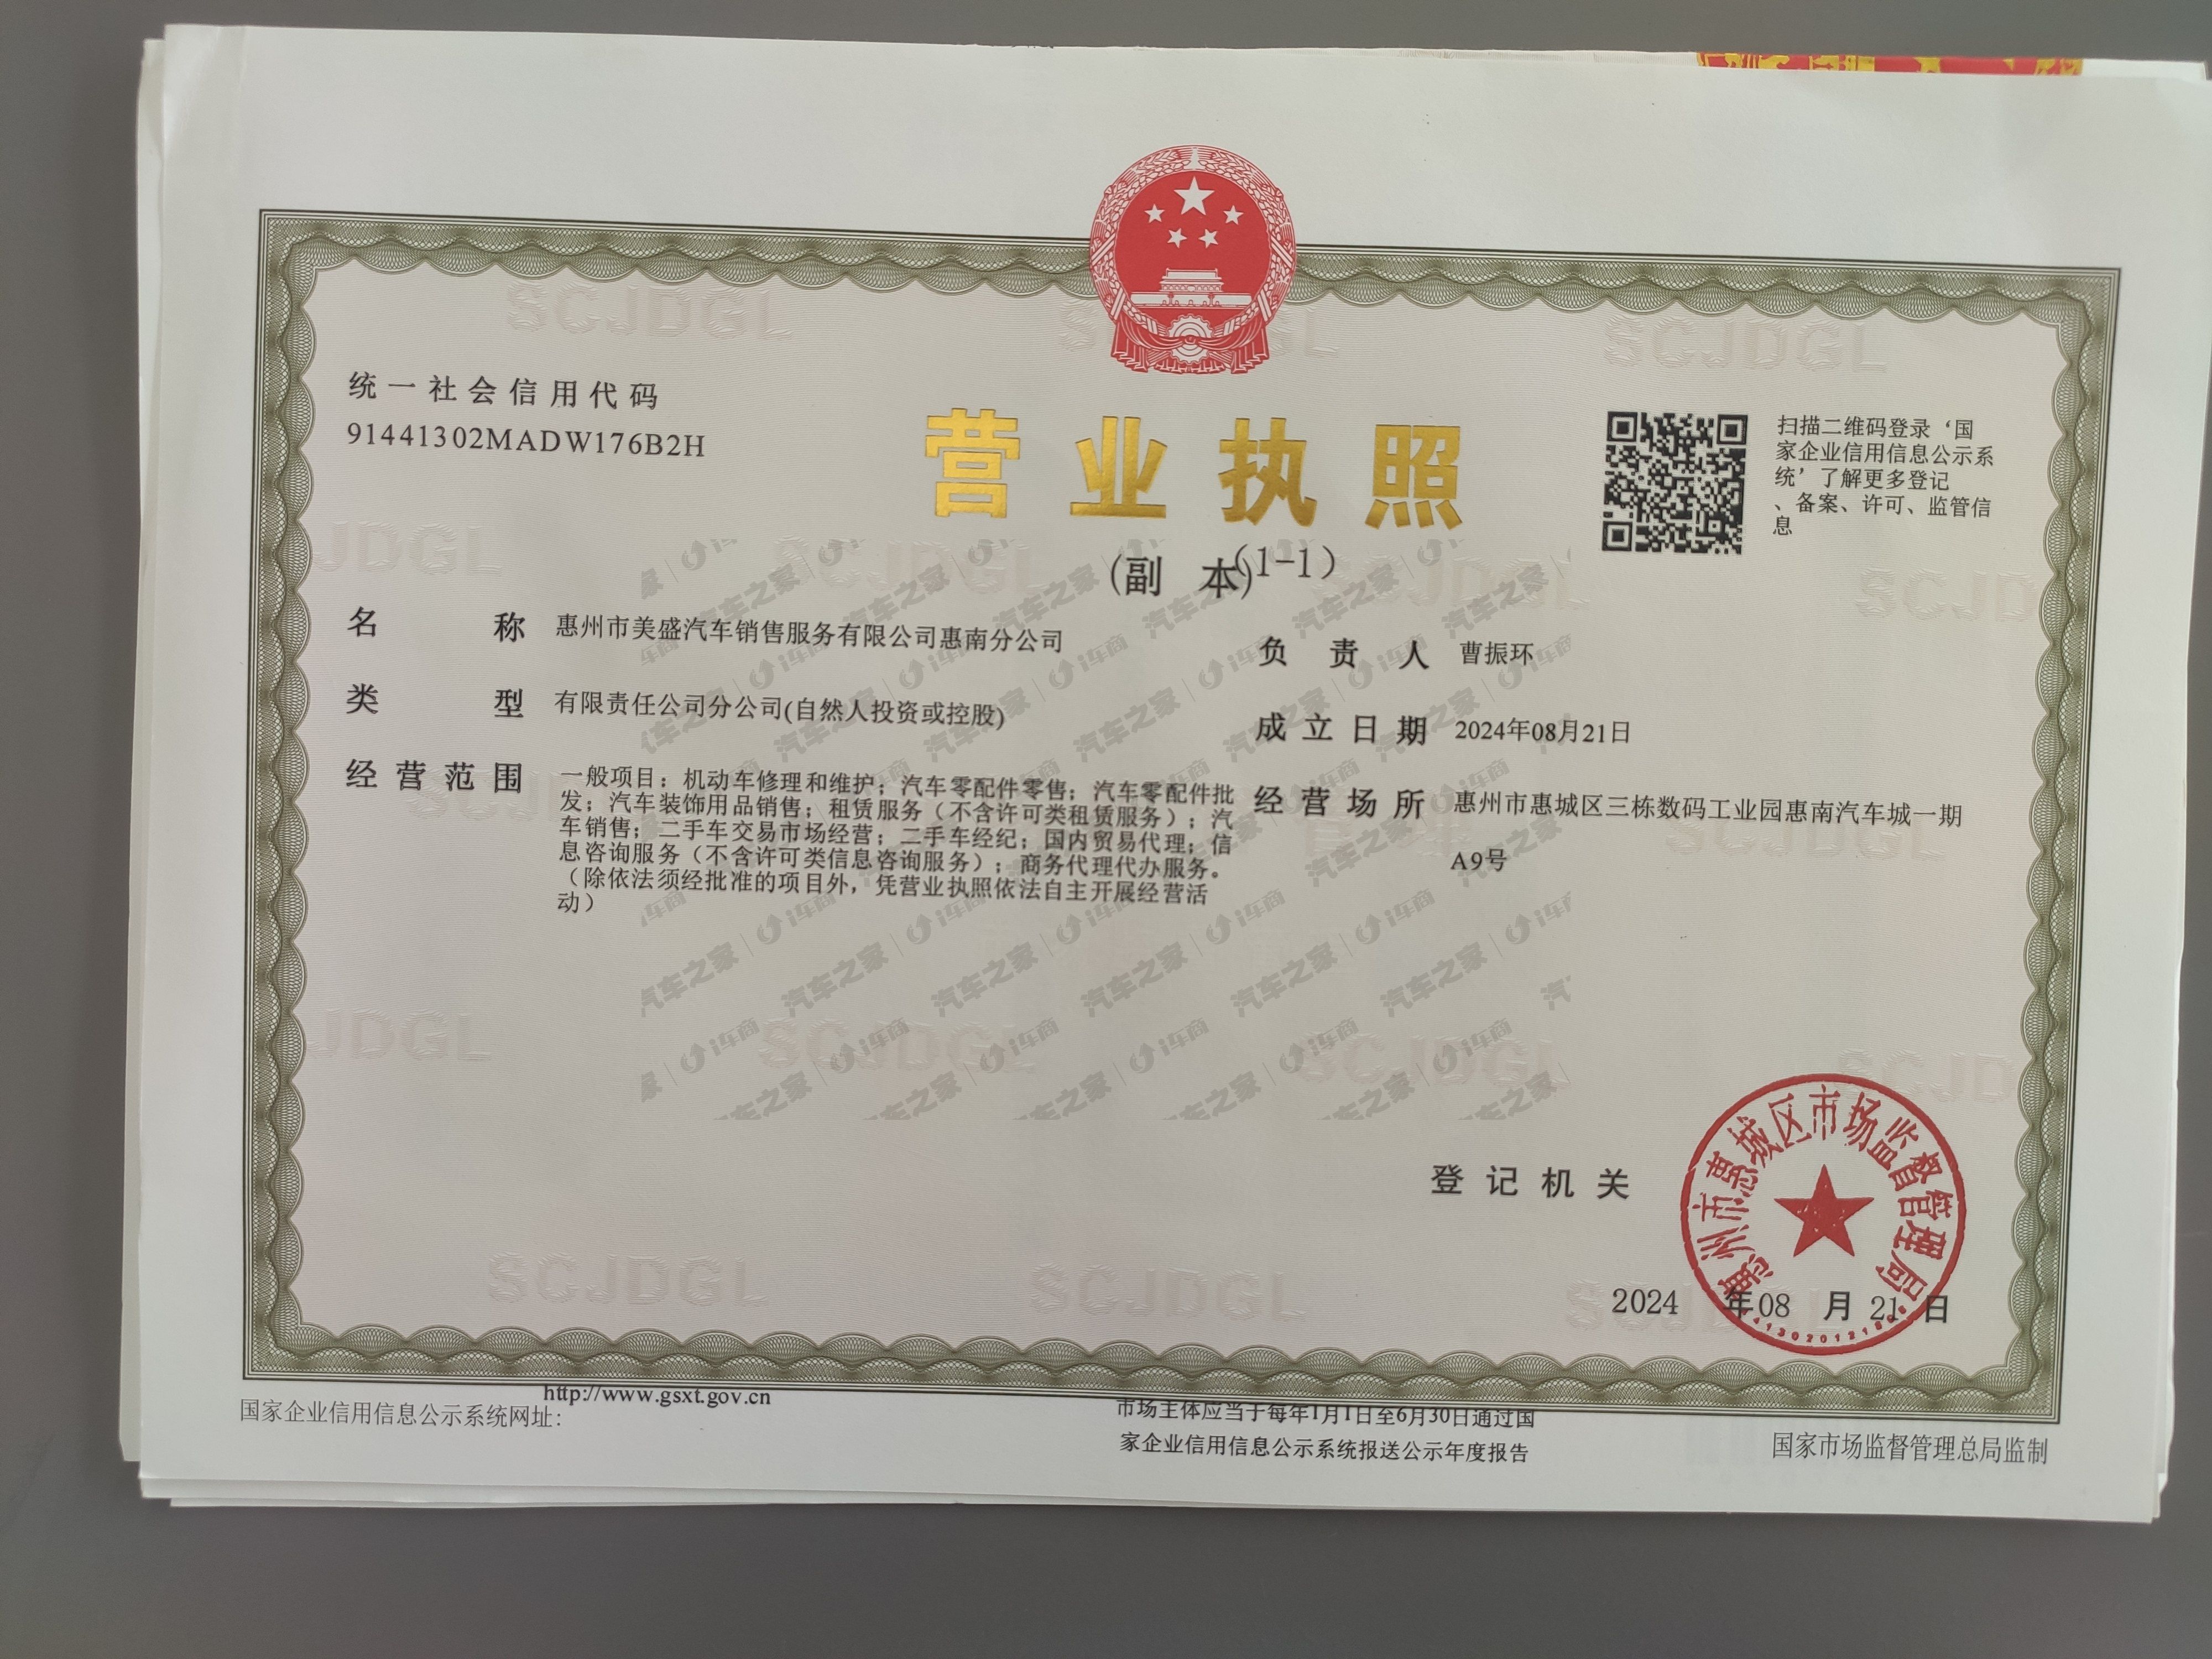 统一社会信用代码
91441302MADW176B2H
营业执照
(副 本)(1-1)
扫描二维码登录‘国
家企业信用信息公示系
统’了解更多登记
、备案、许可、监管信
息
名 称 惠州市美盛汽车销售服务有限公司惠南分公司
类 型 有限责任公司分公司(自然人投资或控股)
经营范围 一般项目：机动车修理和维护；汽车零配件零售；汽车零配件批
发；汽车装饰用品销售；租赁服务（不含许可类租赁服务）；汽
车销售；二手车交易市场经营；二手车经纪；国内贸易代理；信
息咨询服务（不含许可类信息咨询服务）；商务代理代办服务。
（除依法须经批准的项目外，凭营业执照依法自主开展经营活
动）
负责人 曹振环
成立日期 2024年08月21日
经营场所 惠州市惠城区三栋数码工业园惠南汽车城一期
A9号
登记机关
惠州市惠城区市场监督管理局
2024 年08 月 21 日
http://www.gsxt.gov.cn
国家企业信用信息公示系统网址：
市场主体应当于每年1月1日至6月30日通过国
家企业信用信息公示系统报送公示年度报告
国家市场监督管理总局监制
SCJDGL
汽车之家 | i车商